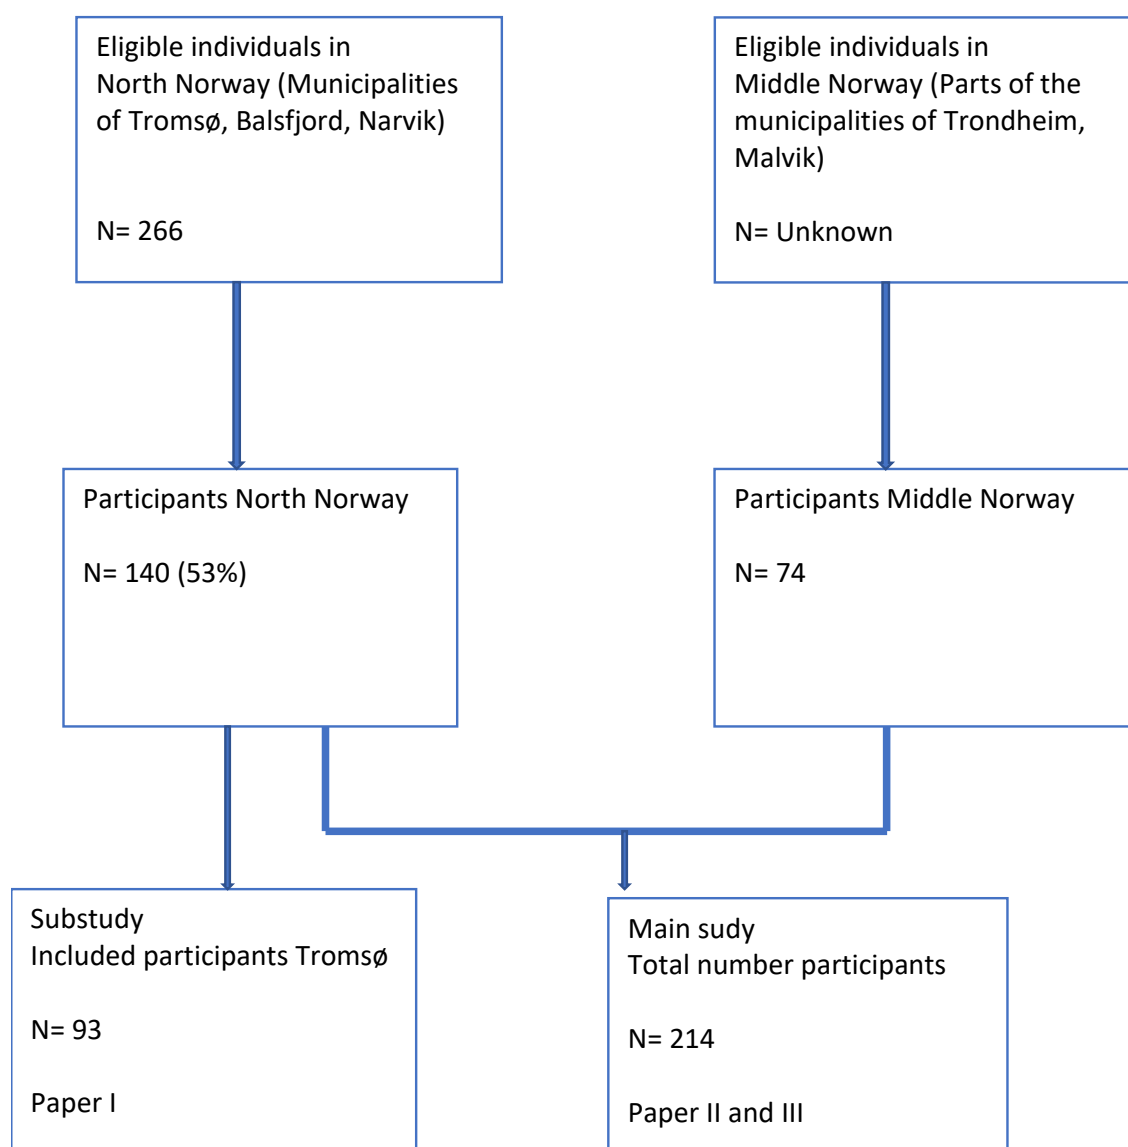 Eligible individuals in
North Norway (Municipalities
of Tromsø, Balsfjord, Narvik)
N= 266
Eligible individuals in
Middle Norway (Parts of the
municipalities of Trondheim,
Malvik)
N= Unknown
Participants North Norway
N= 140 (53%)
Participants Middle Norway
N= 74
Substudy
Included participants Tromsø
N= 93
Paper I
Main sudy
Total number participants
N= 214
Paper II and III